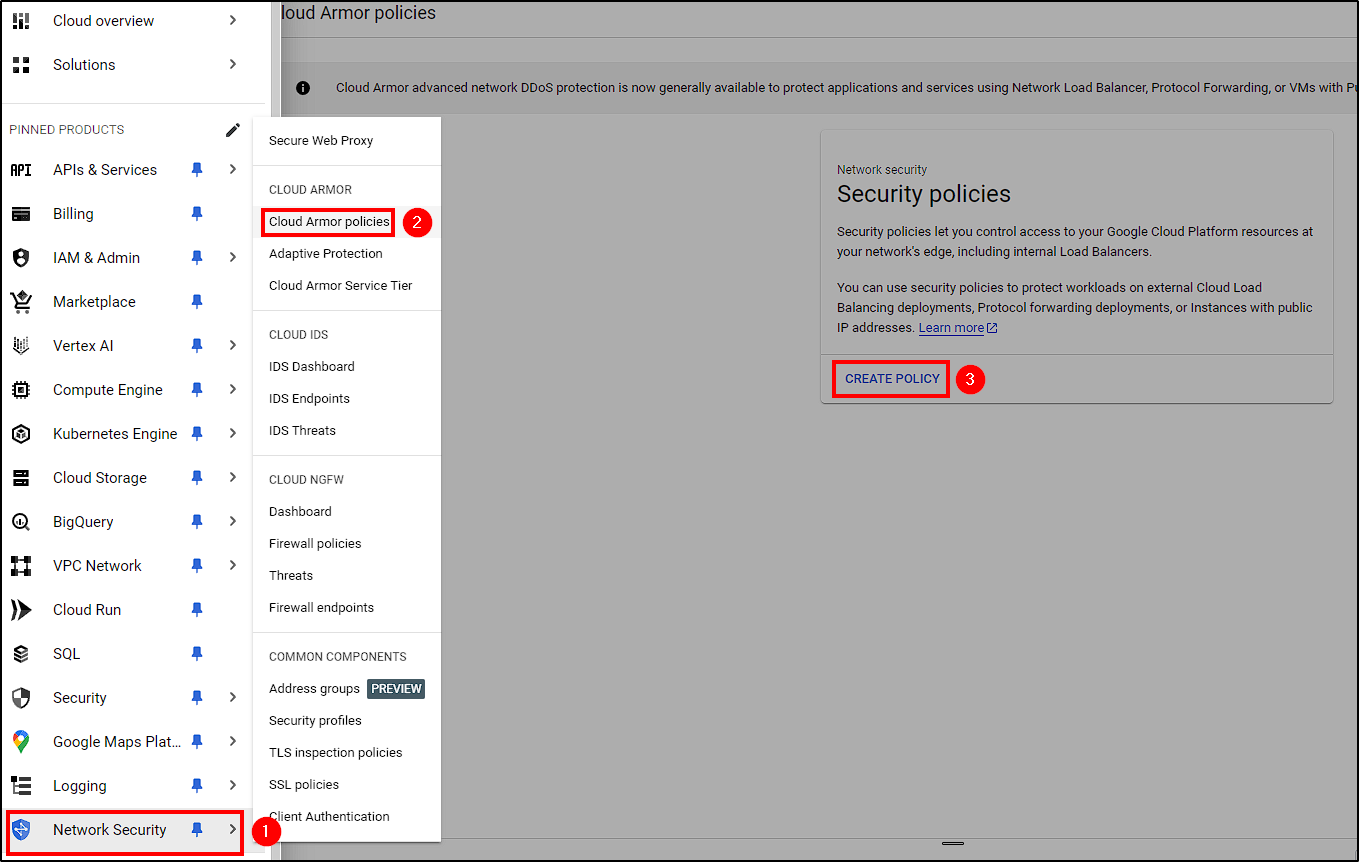 Cloud overview
Solutions
PINNED PRODUCTS
API APIs & Services
Billing
IAM & Admin
Marketplace
Vertex AI
Compute Engine
Kubernetes Engine
Cloud Storage
BigQuery
VPC Network
Cloud Run
SQL
Security
Google Maps Plat...
Logging
Network Security
1
Secure Web Proxy
CLOUD ARMOR
Cloud Armor policies
2
Adaptive Protection
Cloud Armor Service Tier
CLOUD IDS
IDS Dashboard
IDS Endpoints
IDS Threats
CLOUD NGFW
Dashboard
Firewall policies
Threats
Firewall endpoints
COMMON COMPONENTS
Address groups PREVIEW
Security profiles
TLS inspection policies
SSL policies
Client Authentication
loud Armor policies
Cloud Armor advanced network DDoS protection is now generally available to protect applications and services using Network Load Balancer, Protocol Forwarding, or VMs with Pu
Network security
Security policies
Security policies let you control access to your Google Cloud Platform resources at
your network's edge, including internal Load Balancers.
You can use security policies to protect workloads on external Cloud Load
Balancing deployments, Protocol forwarding deployments, or Instances with public
IP addresses. Learn more
CREATE POLICY
3